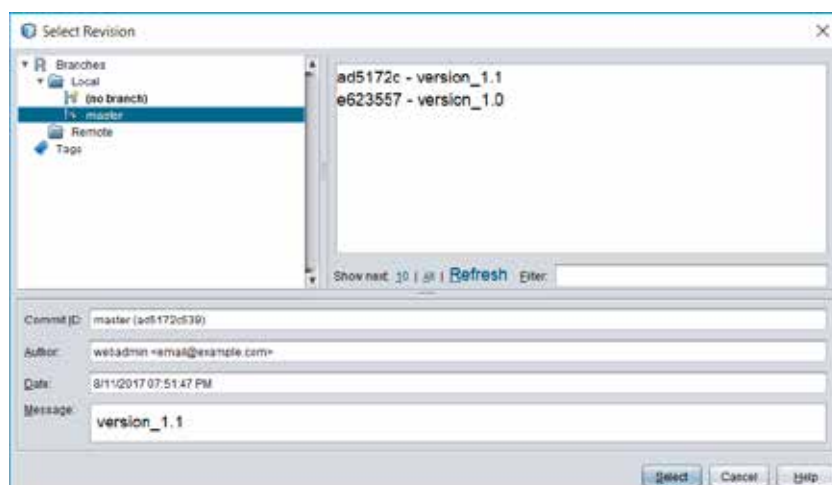 Select Revision
Branches
Local
(no branch)
master
Remote
Tags
ad5172c - version_1.1
e623557 - version_1.0
Show next: 10 | All | Refresh Filter:
Commit ID: master (ad5172c539)
Author: webadmin <email@example.com>
Date: 8/11/2017 07:51:47 PM
Message: version_1.1
Select Cancel Help